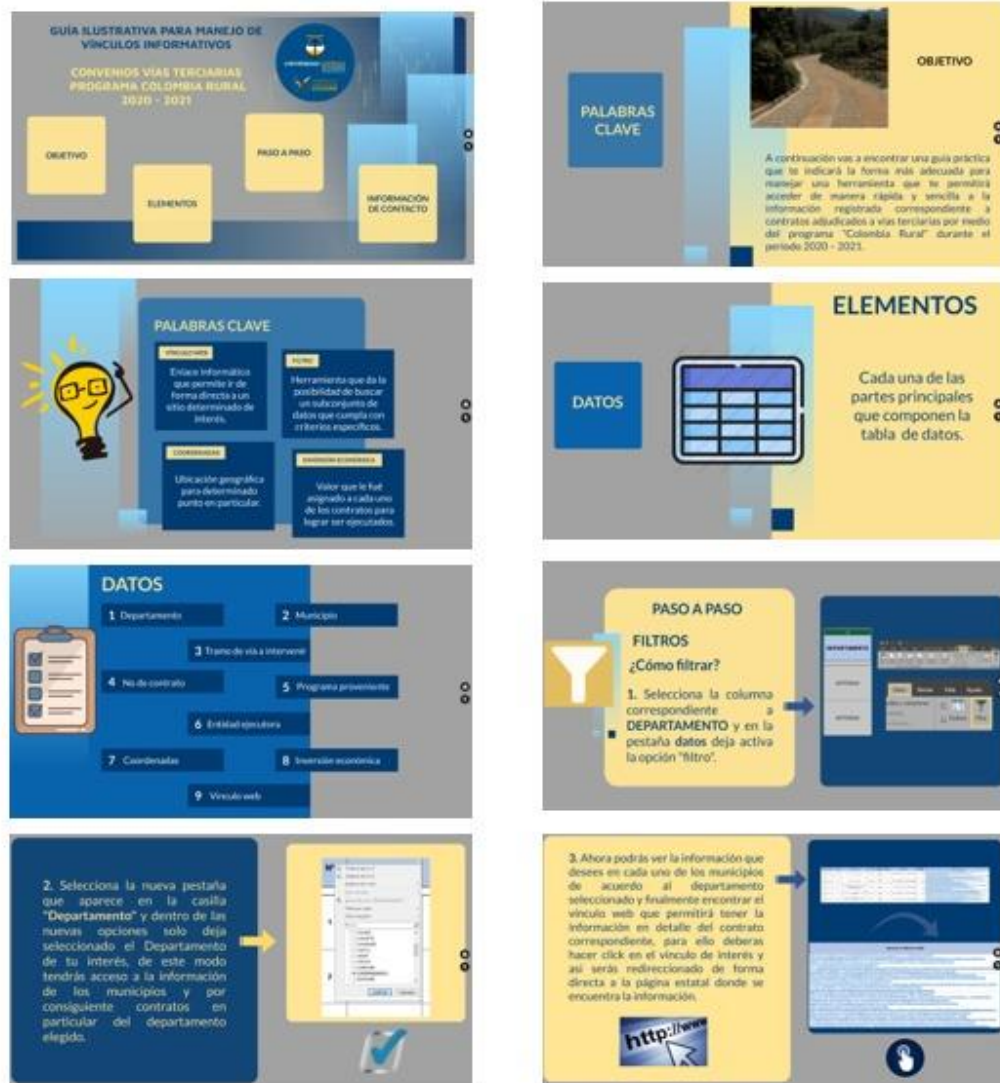 GUÍA ILUSTRATIVA PARA MANEJO DE
VÍNCULOS INFORMATIVOS
CONVENIOS VÍAS TERCIARIAS
PROGRAMA COLOMBIA RURAL
2020 - 2021
OBJETIVO
ELEMENTOS
PASO A PASO
INFORMACIÓN
DE CONTACTO
PALABRAS
CLAVE
OBJETIVO
A continuación vas a encontrar una guía práctica
que te indicará la forma más adecuada para
manejar una herramienta que te permitirá
acceder de manera rápida y sencilla a la
información registrada correspondiente a
contratos adjudicados a vías terciarias por medio
del programa "Colombia Rural" durante el
periodo 2020 - 2021.
PALABRAS CLAVE
VÍNCULO WEB
Enlace informático
que permite ir de
forma directa a un
sitio determinado de
interés.
FILTRO
Herramienta que da la
posibilidad de buscar
un subconjunto de
datos que cumpla con
criterios específicos.
COORDENADAS
Ubicación geográfica
para determinado
punto en particular.
INVERSIÓN ECONÓMICA
Valor que le fué
asignado a cada uno
de los contratos para
lograr ser ejecutados.
DATOS
ELEMENTOS
Cada una de las
partes principales
que componen la
tabla de datos.
DATOS
1 Departamento
2 Municipio
3 Tramo de vía a intervenir
4 No de contrato
5 Programa proveniente
6 Entidad ejecutora
7 Coordenadas
8 Inversión económica
9 Vínculo web
PASO A PASO
FILTROS
¿Cómo filtrar?
1. Selecciona la columna
correspondiente a
DEPARTAMENTO y en la
pestaña datos deja activa
la opción "filtro".
DEPARTAMENTO
2. Selecciona la nueva pestaña
que aparece en la casilla
"Departamento" y dentro de las
nuevas opciones solo deja
seleccionado el Departamento
de tu interés, de este modo
tendrás acceso a la información
de los municipios y por
consiguiente contratos en
particular del departamento
elegido.
3. Ahora podrás ver la información que
desees en cada uno de los municipios
de acuerdo al departamento
seleccionado y finalmente encontrar el
vínculo web que permitirá tener la
información en detalle del contrato
correspondiente, para ello deberas
hacer click en el vínculo de interés y
así serás redireccionado de forma
directa a la página estatal donde se
encuentra la información.
http://www